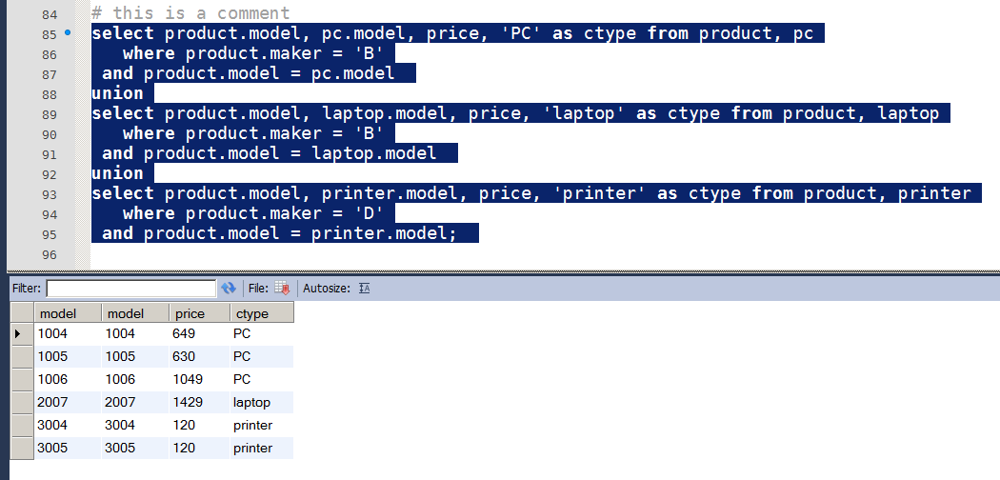 84 # this is a comment
85 select product.model, pc.model, price, 'PC' as ctype from product, pc
86 where product.maker = 'B'
87 and product.model = pc.model
88 union
89 select product.model, laptop.model, price, 'laptop' as ctype from product, laptop
90 where product.maker = 'B'
91 and product.model = laptop.model
92 union
93 select product.model, printer.model, price, 'printer' as ctype from product, printer
94 where product.maker = 'D'
95 and product.model = printer.model;
96
Filter: File: Autosize:
model model price ctype
1004 1004 649 PC
1005 1005 630 PC
1006 1006 1049 PC
2007 2007 1429 laptop
3004 3004 120 printer
3005 3005 120 printer